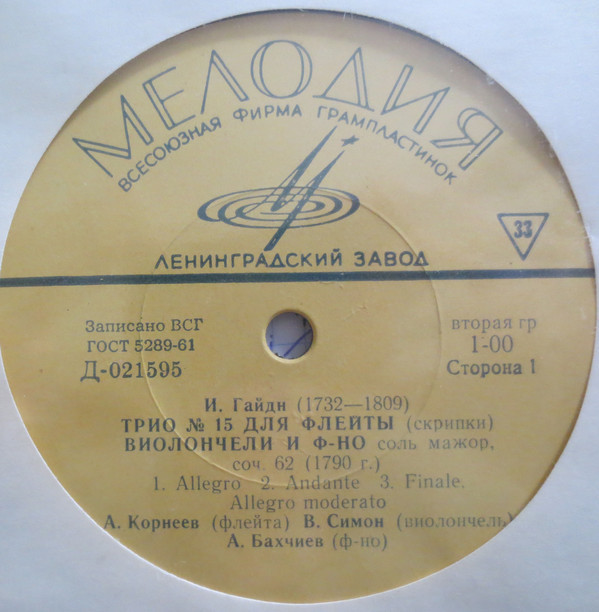 МЕЛОДИЯ
ВСЕСОЮЗНАЯ ФИРМА ГРАМПЛАСТИНОК
33
ЛЕНИНГРАДСКИЙ ЗАВОД
Записано ВСГ
ГОСТ 5289-61
Д-021595
вторая гр
1-00
Сторона 1
И. Гайдн (1732—1809)
ТРИО № 15 ДЛЯ ФЛЕЙТЫ (скрипки)
ВИОЛОНЧЕЛИ И Ф-НО соль мажор,
соч. 62 (1790 г.)
1. Allegro 2. Andante 3. Finale.
Allegro moderato
А. Корнеев (флейта) В. Симон (виолончель)
А. Бахчиев (ф-но)